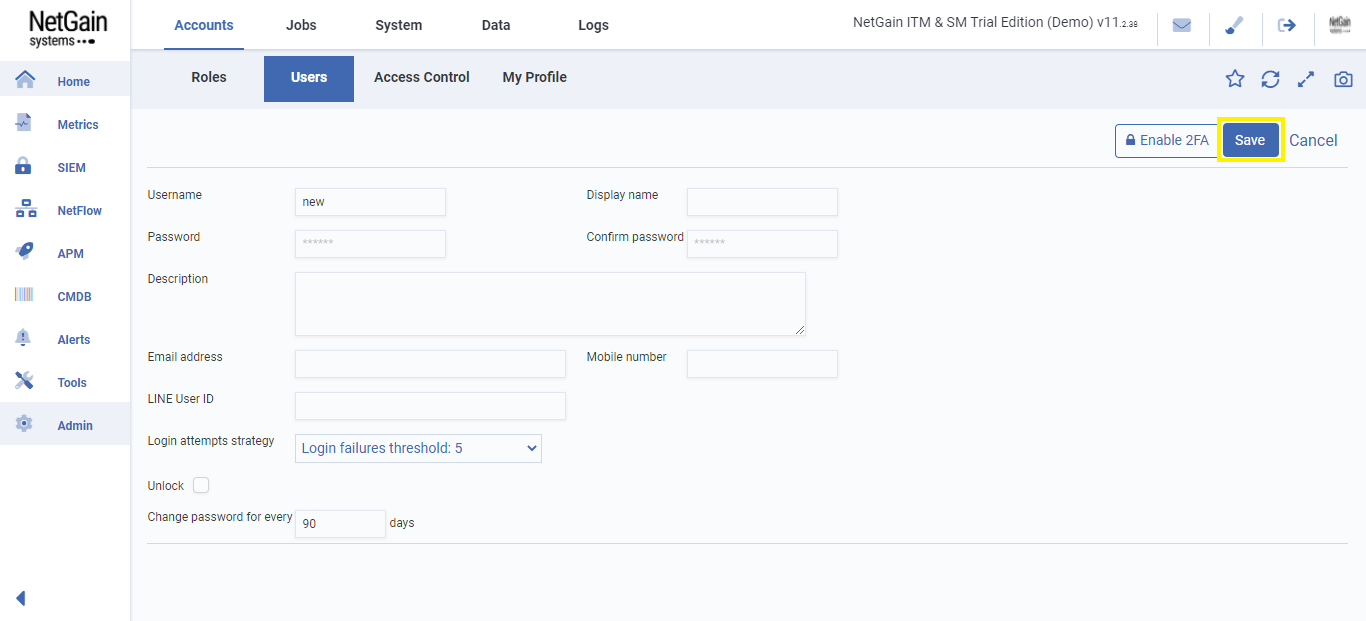 NetGain
systems
Accounts Jobs System Data Logs
NetGain ITM & SM Trial Edition (Demo) v11.2.38
NetGain
systems
Home
Roles Users Access Control My Profile
Metrics
SIEM
NetFlow
APM
CMDB
Alerts
Tools
Admin
Enable 2FA Save Cancel
Username new Display name
Password ****** Confirm password ******
Description
Email address Mobile number
LINE User ID
Login attempts strategy Login failures threshold: 5
Unlock
Change password for every 90 days